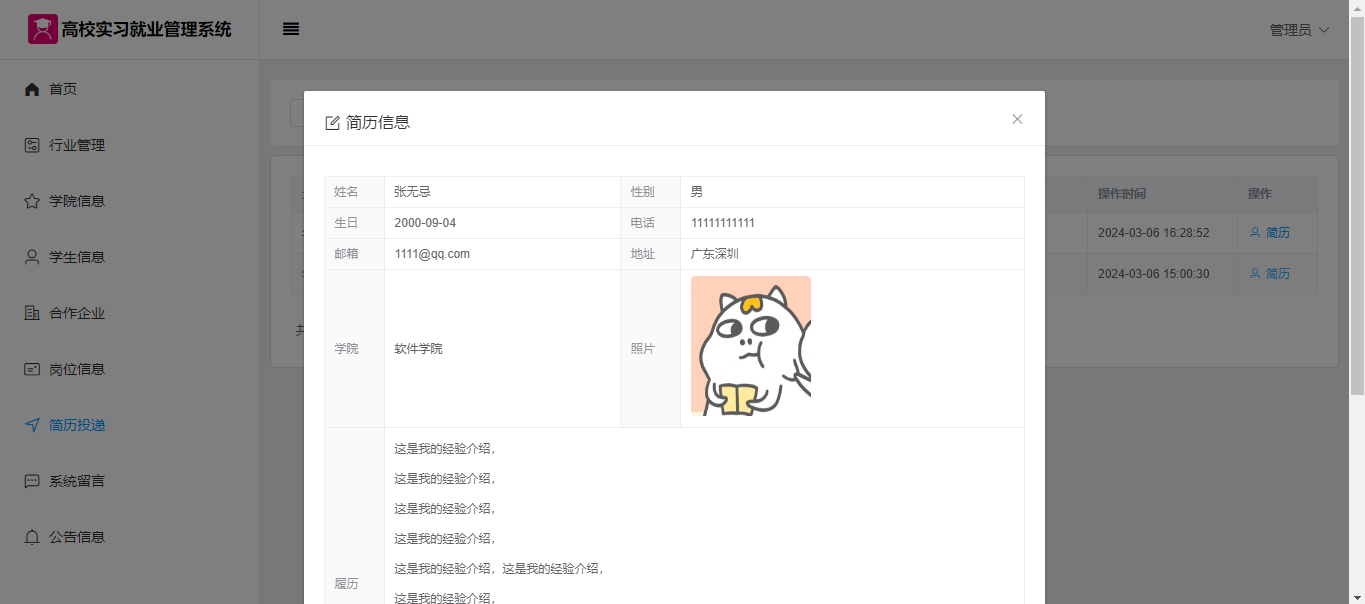 高校实习就业管理系统
管理员
首页
行业管理
学院信息
学生信息
合作企业
岗位信息
简历投递
系统留言
公告信息
简历信息
姓名 张无忌 性别 男
生日 2000-09-04 电话 11111111111
邮箱 1111@qq.com 地址 广东深圳
学院 软件学院 照片
履历
这是我的经验介绍，
这是我的经验介绍，
这是我的经验介绍，
这是我的经验介绍，
这是我的经验介绍，这是我的经验介绍，
这是我的经验介绍，
操作时间 操作
2024-03-06 16:28:52 简历
2024-03-06 15:00:30 简历
共